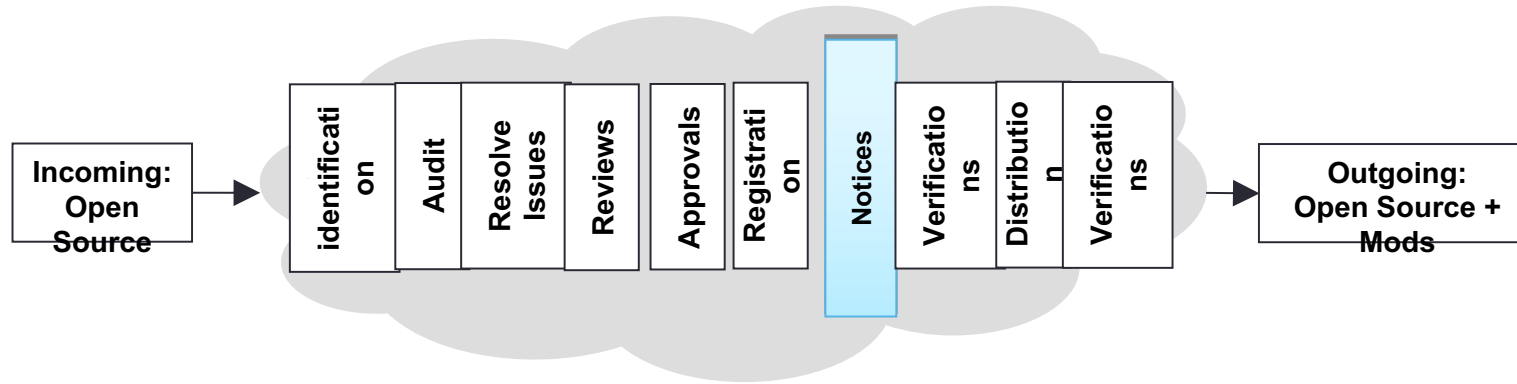 Incoming:
Open
Source
identificati
on
Audit
Resolve
Issues
Reviews
Approvals
Registrati
on
Notices
Verificatio
ns
Distributio
n
Verificatio
ns
Outgoing:
Open Source +
Mods